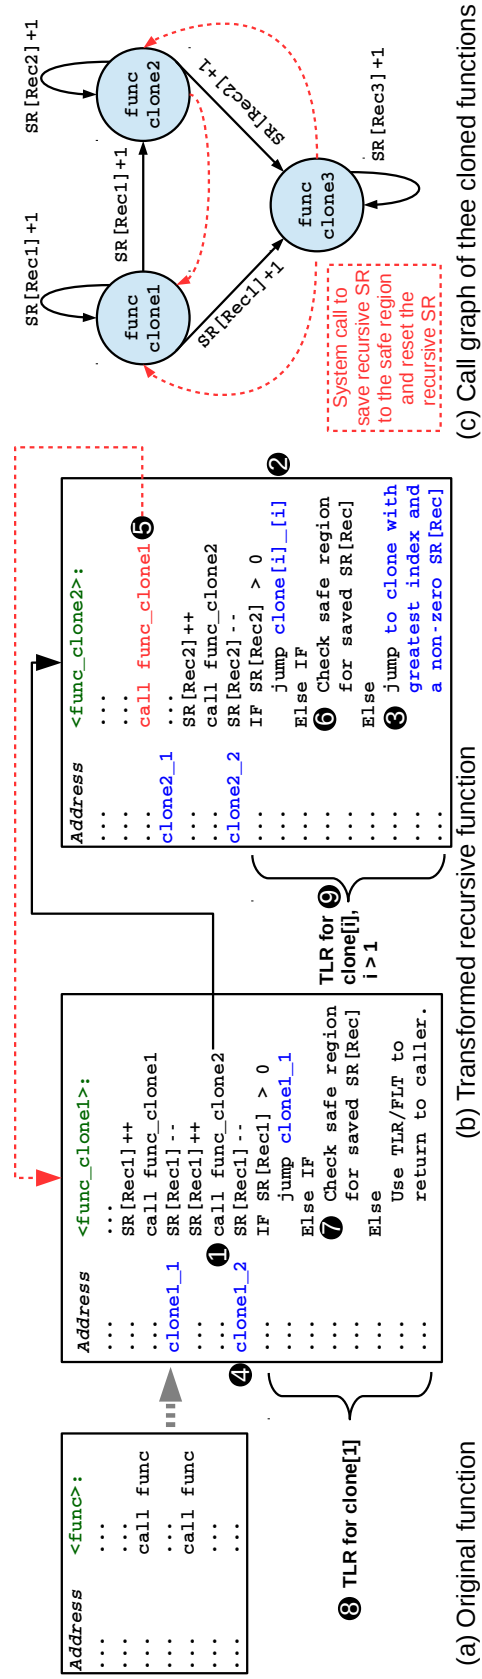 Address <func>:
... ...
... ...
... call func
... ...
... call func
... ...
... ...
(a) Original function
Address <func_clone1>:
... ...
... SR[Rec1]++
... call func_clone1
clone1_1 SR[Rec1]--
... SR[Rec1]++
... ❶ call func_clone2
❹ clone1_2 SR[Rec1]--
... IF SR[Rec1] > 0
... jump clone1_1
... Else IF
... ❼ Check safe region
... for saved SR[Rec]
... Else
... Use TLR/FLT to
... return to caller.
❽ TLR for clone[1]
Address <func_clone2>:
... ...
... ...
... call func_clone1 ❺
clone2_1 ...
... SR[Rec2]++
... call func_clone2
clone2_2 SR[Rec2]--
... IF SR[Rec2] > 0
... jump clone[i]_[i] ❷
... Else IF
... ❻ Check safe region
... for saved SR[Rec]
... Else
... ❸ jump to clone with
... greatest index and
... a non-zero SR[Rec]
TLR for ❾
clone[i],
i > 1
(b) Transformed recursive function
SR[Rec1]+1
SR[Rec2]+1
func
clone1
SR[Rec1]+1
func
clone2
SR[Rec1]+1
SR[Rec2]+1
func
clone3
SR[Rec3]+1
System call to
save recursive SR
to the safe region
and reset the
recursive SR
(c) Call graph of thee cloned functions